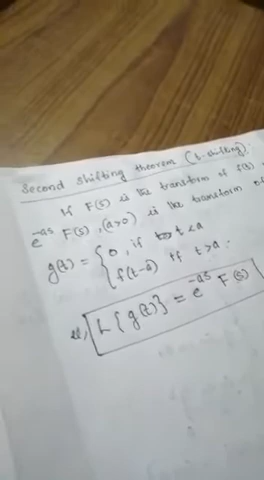 Second Shifting theorem (t-shifting):
If F(s) is the transform of f(t),
e^{-as} F(s), (a>0) is the transform of
g(t) = { 0, if t < a
f(t-a) if t > a.
ie, L{g(t)} = e^{-as} F(s)